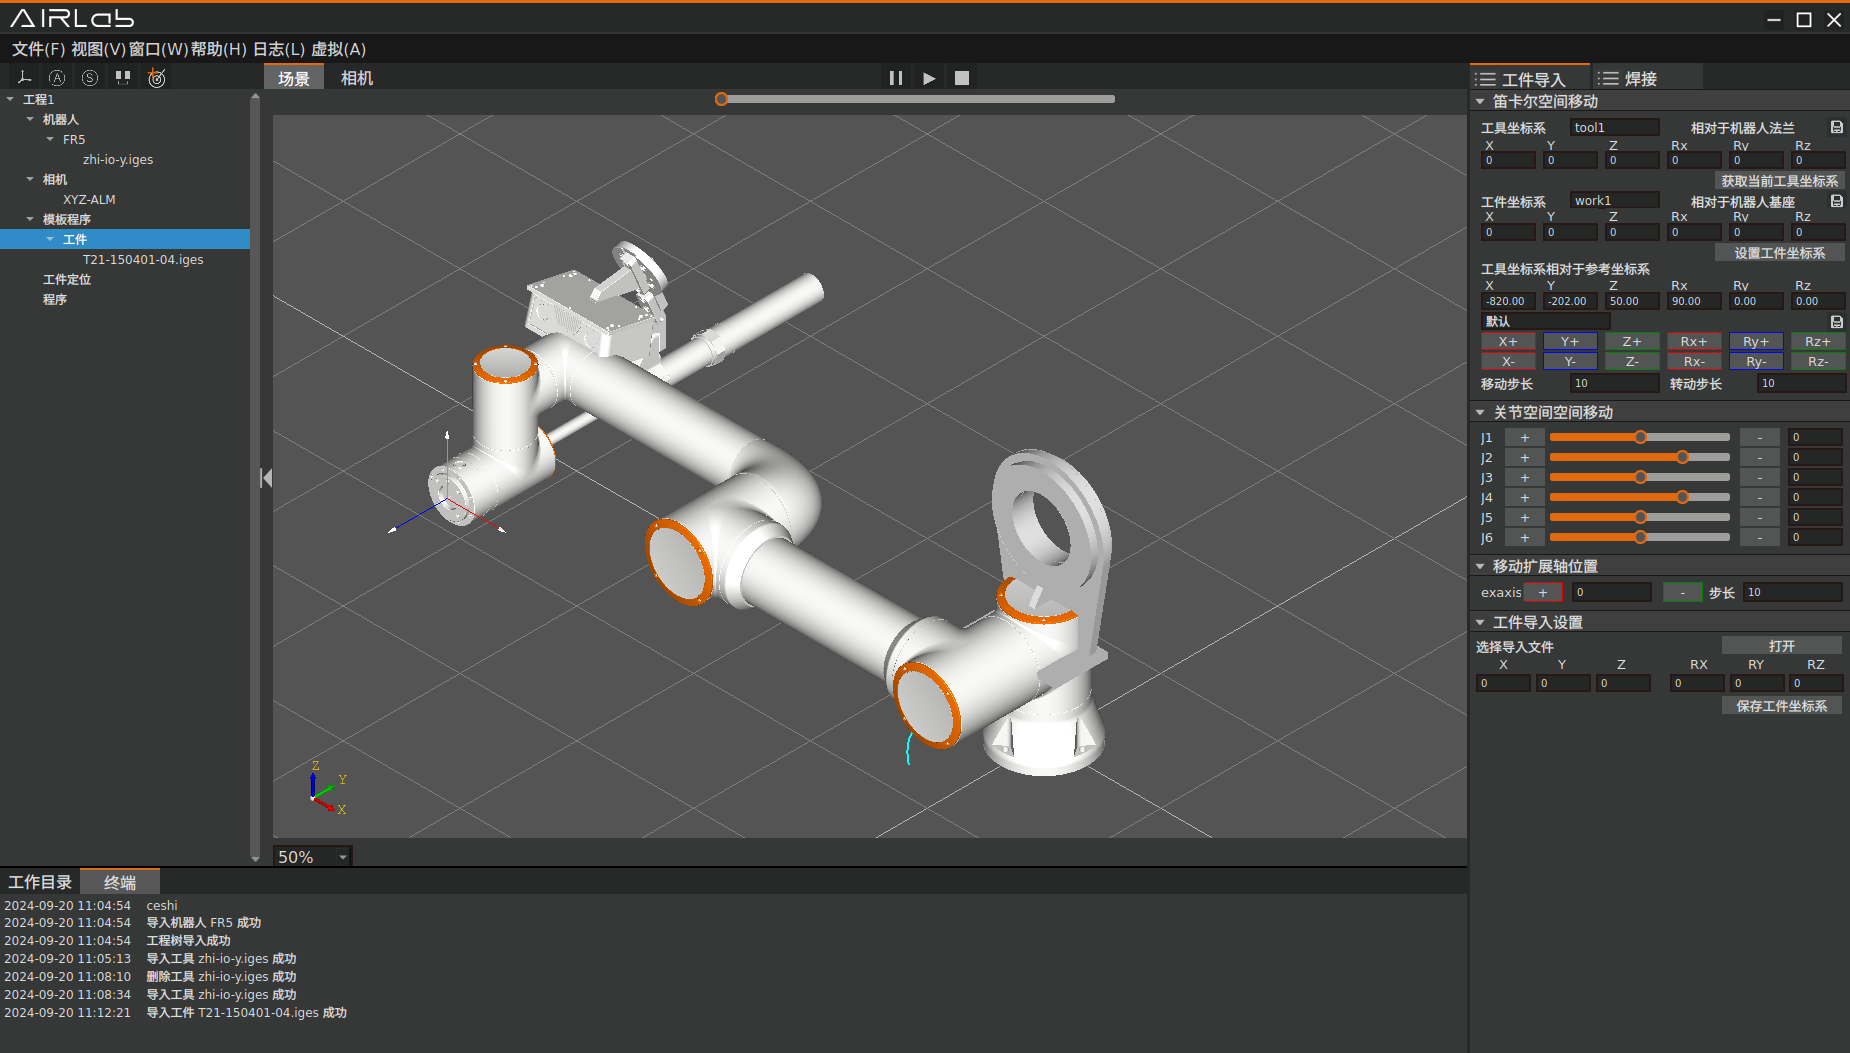 AIRLab
文件(F) 视图(V) 窗口(W) 帮助(H) 日志(L) 虚拟(A)
A S
场景 相机
工程1
机器人
FR5
zhi-io-y.iges
相机
XYZ-ALM
模板程序
工件
T21-150401-04.iges
工件定位
程序
Z
Y
X
50%
工件导入 焊接
笛卡尔空间移动
工具坐标系 tool1 相对于机器人法兰
X Y Z Rx Ry Rz
0 0 0 0 0 0
获取当前工具坐标系
工件坐标系 work1 相对于机器人基座
X Y Z Rx Ry Rz
0 0 0 0 0 0
设置工件坐标系
工具坐标系相对于参考坐标系
X Y Z Rx Ry Rz
-820.00 -202.00 50.00 90.00 0.00 0.00
默认
X+ Y+ Z+ Rx+ Ry+ Rz+
X- Y- Z- Rx- Ry- Rz-
移动步长 10 转动步长 10
关节空间空间移动
J1 + - 0
J2 + - 0
J3 + - 0
J4 + - 0
J5 + - 0
J6 + - 0
移动扩展轴位置
exaxis + 0 - 步长 10
工件导入设置
选择导入文件 打开
X Y Z RX RY RZ
0 0 0 0 0 0
保存工件坐标系
工作目录 终端
2024-09-20 11:04:54 ceshi
2024-09-20 11:04:54 导入机器人 FR5 成功
2024-09-20 11:04:54 工程树导入成功
2024-09-20 11:05:13 导入工具 zhi-io-y.iges 成功
2024-09-20 11:08:10 删除工具 zhi-io-y.iges 成功
2024-09-20 11:08:34 导入工具 zhi-io-y.iges 成功
2024-09-20 11:12:21 导入工件 T21-150401-04.iges 成功